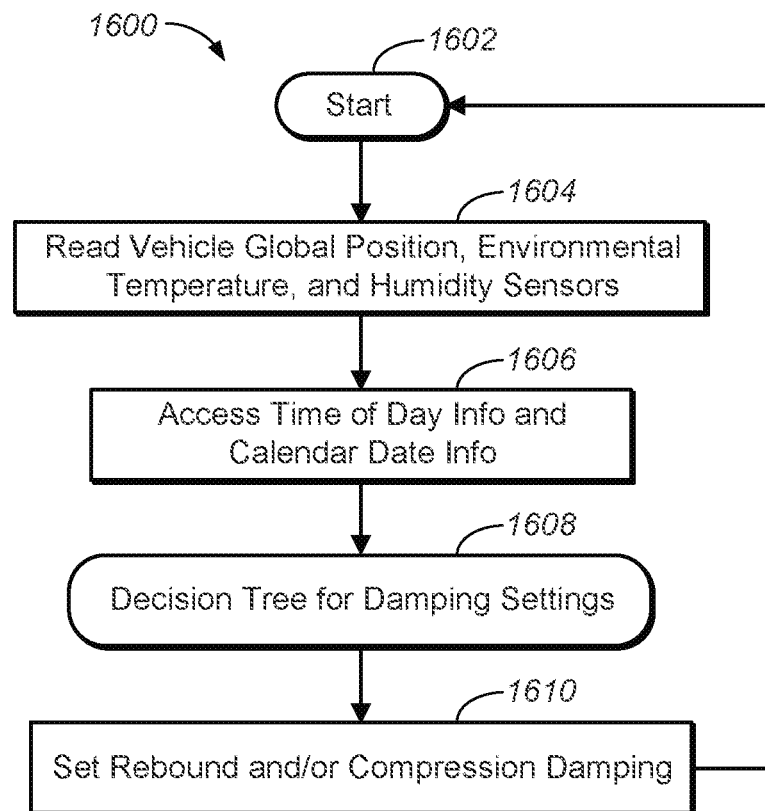 1600
1602
Start
1604
Read Vehicle Global Position, Environmental
Temperature, and Humidity Sensors
1606
Access Time of Day Info and
Calendar Date Info
1608
Decision Tree for Damping Settings
1610
Set Rebound and/or Compression Damping